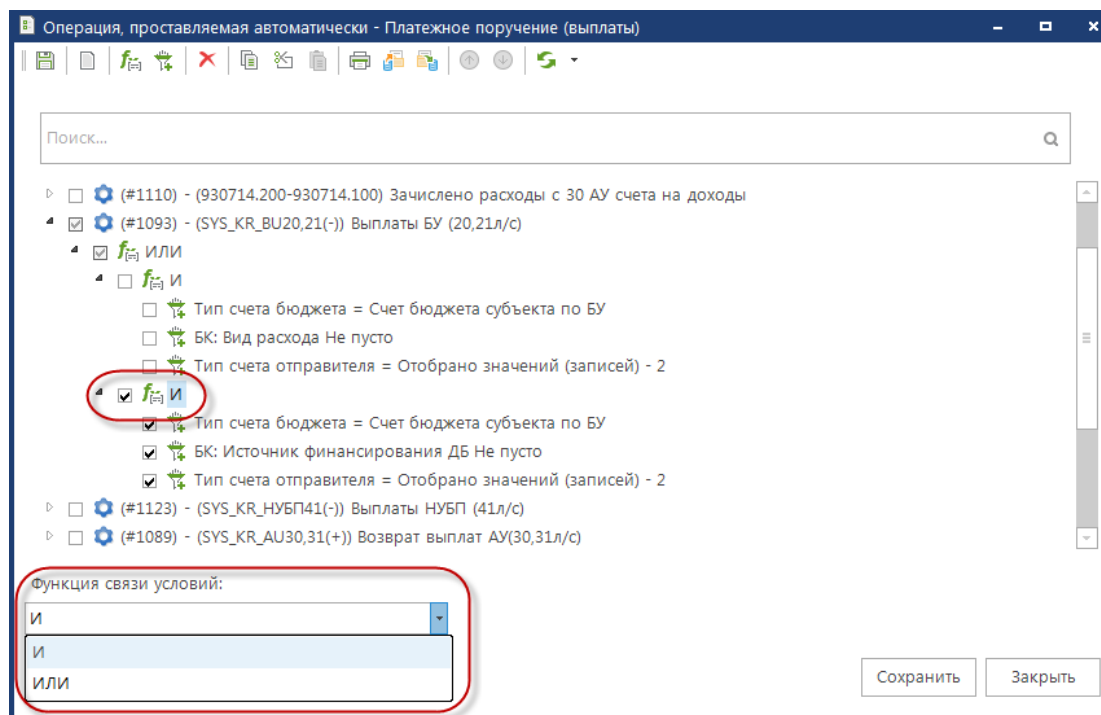 Операция, проставляемая автоматически - Платежное поручение (выплаты)
Поиск...
(#1110) - (930714.200-930714.100) Зачислено расходы с 30 АУ счета на доходы
(#1093) - (SYS_KR_BU20,21(-)) Выплаты БУ (20,21л/с)
ИЛИ
И
Тип счета бюджета = Счет бюджета субъекта по БУ
БК: Вид расхода Не пусто
Тип счета отправителя = Отобрано значений (записей) - 2
И
Тип счета бюджета = Счет бюджета субъекта по БУ
БК: Источник финансирования ДБ Не пусто
Тип счета отправителя = Отобрано значений (записей) - 2
(#1123) - (SYS_KR_НУБП41(-)) Выплаты НУБП (41л/с)
(#1089) - (SYS_KR_AU30,31(+)) Возврат выплат АУ(30,31л/с)
Функция связи условий:
И
И
ИЛИ
Сохранить
Закрыть